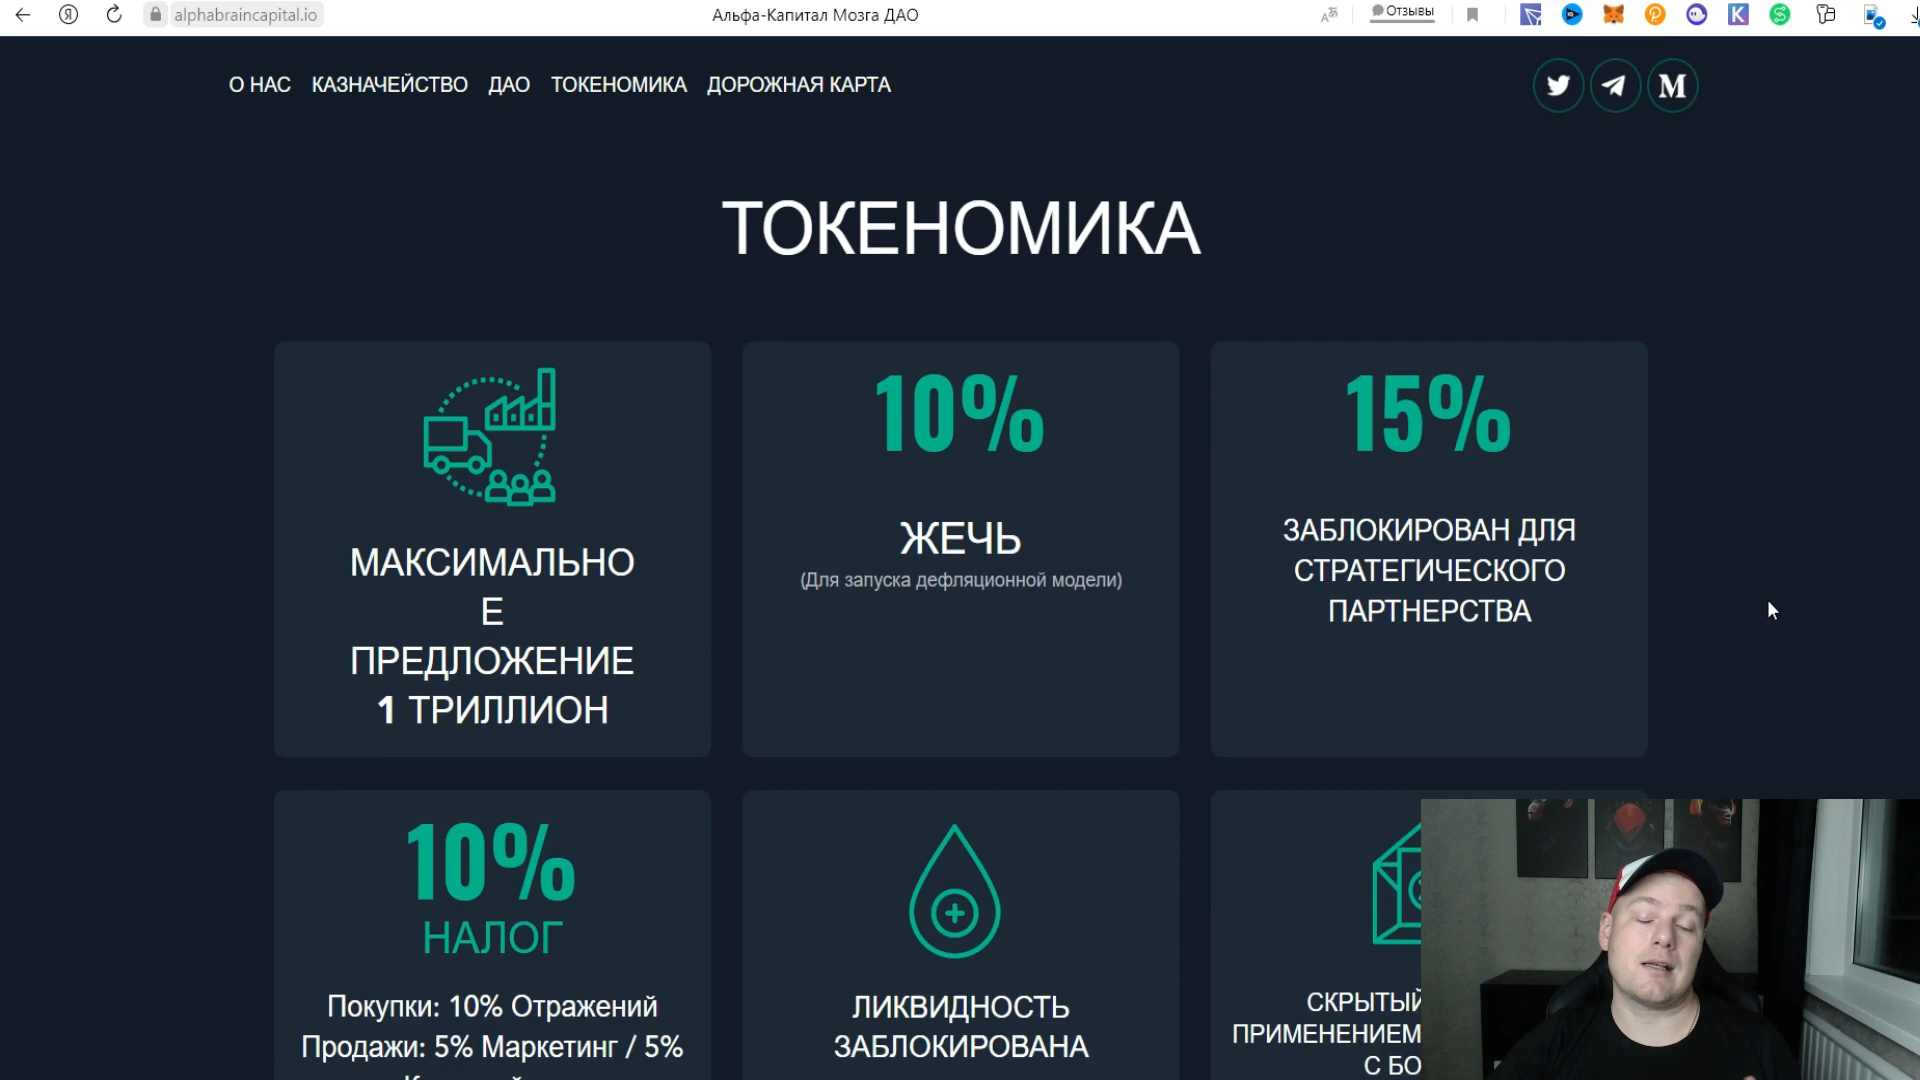 alphabraincapital.io
Альфа-Капитал Мозга ДАО
Отзывы
О НАС КАЗНАЧЕЙСТВО ДАО ТОКЕНОМИКА ДОРОЖНАЯ КАРТА
ТОКЕНОМИКА
МАКСИМАЛЬНО
Е
ПРЕДЛОЖЕНИЕ
1 ТРИЛЛИОН
10%
ЖЕЧЬ
(Для запуска дефляционной модели)
15%
ЗАБЛОКИРОВАН ДЛЯ
СТРАТЕГИЧЕСКОГО
ПАРТНЕРСТВА
10%
НАЛОГ
Покупки: 10% Отражений
Продажи: 5% Маркетинг / 5%
ЛИКВИДНОСТЬ
ЗАБЛОКИРОВАНА
СКРЫТЫЙ
ПРИМЕНЕНИЕМ
С БО